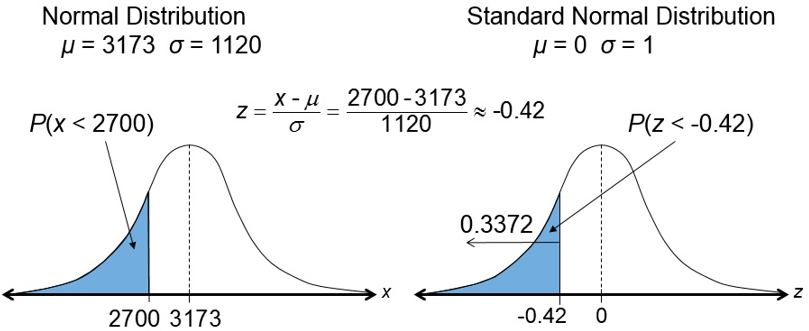 Normal Distribution
μ = 3173 σ = 1120
Standard Normal Distribution
μ = 0 σ = 1
P(x < 2700)
z = x - μ / σ = 2700 - 3173 / 1120 ≈ -0.42
P(z < -0.42)
0.3372
x
z
2700 3173
-0.42 0